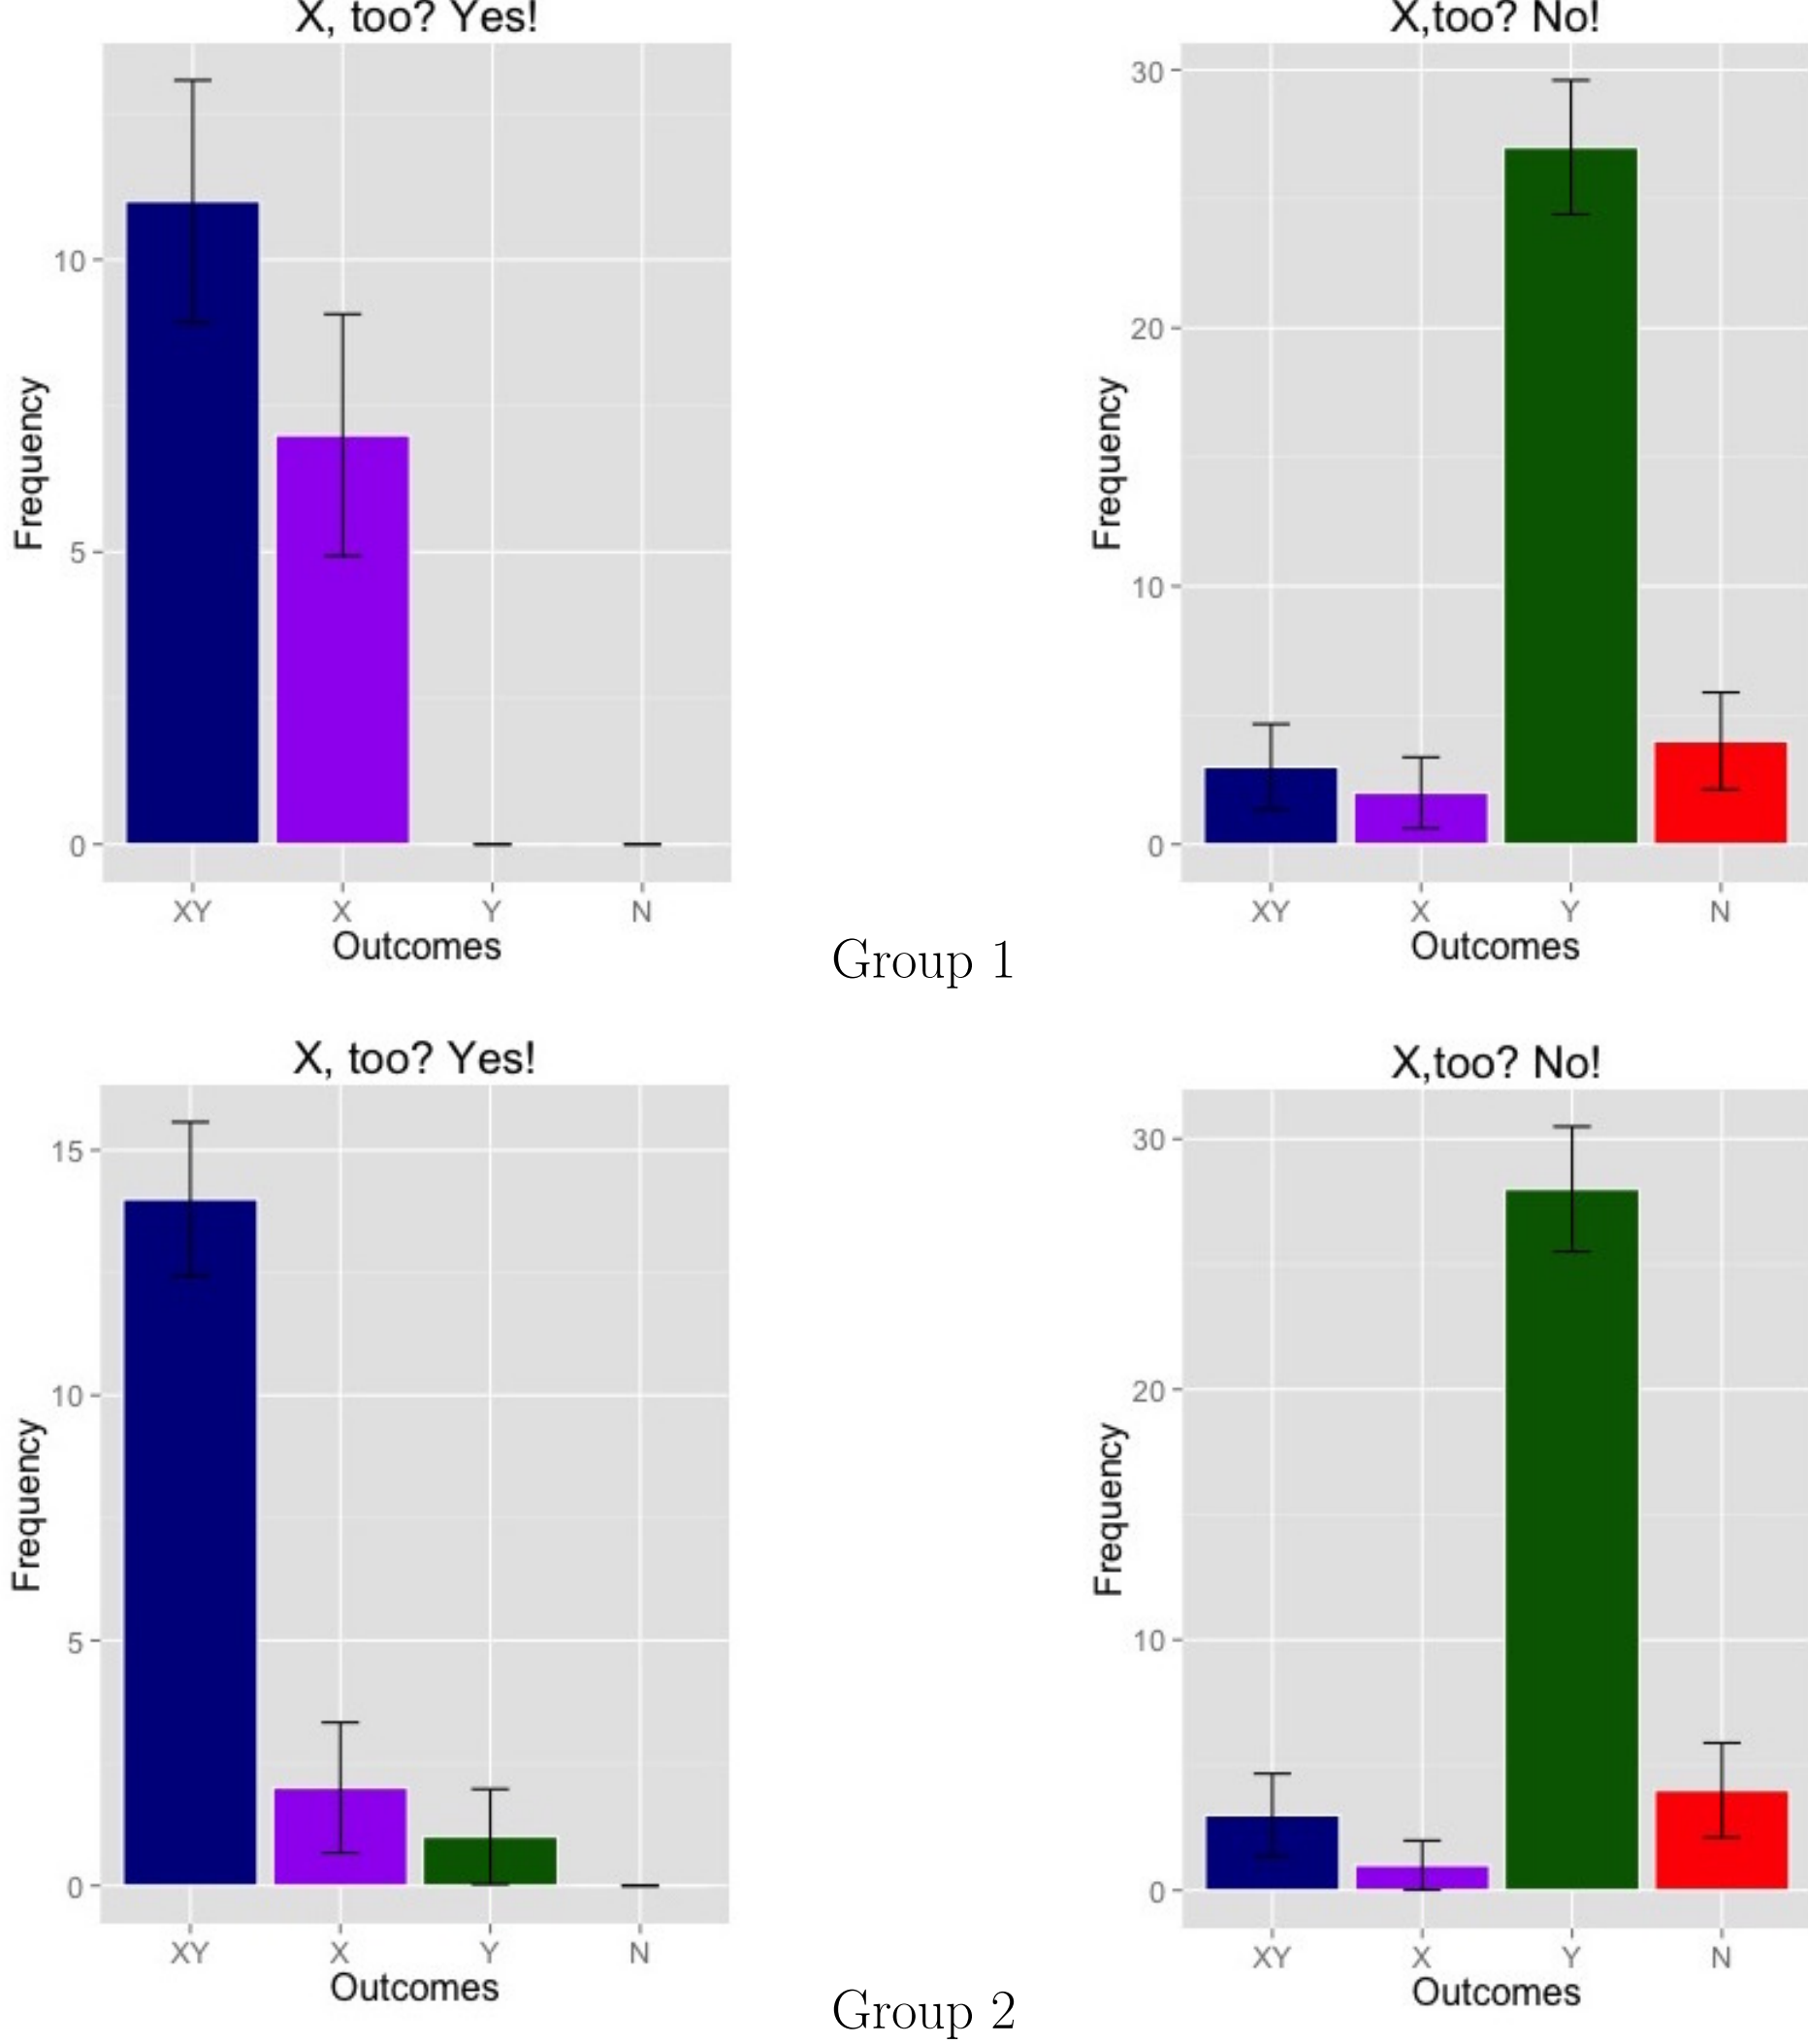 X, too? Yes!
10
5
0
Frequency
XY X Y N
Outcomes
X,too? No!
30
20
10
0
Frequency
XY X Y N
Outcomes
Group 1
X, too? Yes!
15
10
5
0
Frequency
XY X Y N
Outcomes
X,too? No!
30
20
10
0
Frequency
XY X Y N
Outcomes
Group 2